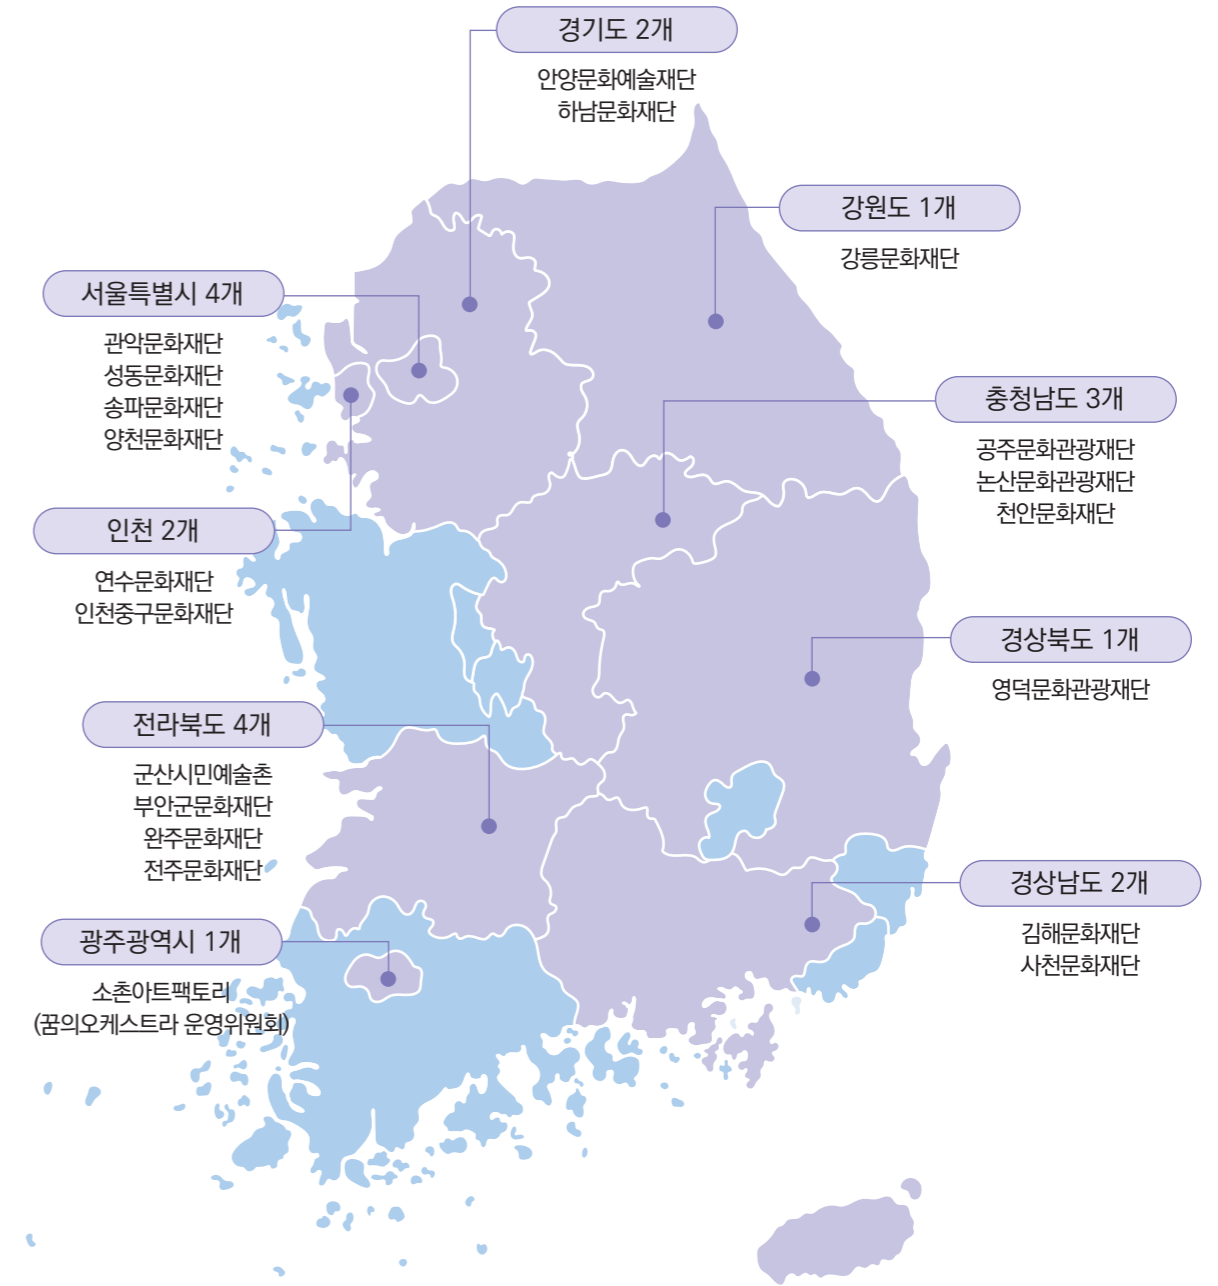 경기도 2개
안양문화예술재단
하남문화재단
강원도 1개
강릉문화재단
서울특별시 4개
관악문화재단
성동문화재단
송파문화재단
양천문화재단
충청남도 3개
공주문화관광재단
논산문화관광재단
천안문화재단
인천 2개
연수문화재단
인천중구문화재단
경상북도 1개
영덕문화관광재단
전라북도 4개
군산시민예술촌
부안군문화재단
완주문화재단
전주문화재단
경상남도 2개
김해문화재단
사천문화재단
광주광역시 1개
소촌아트팩토리
(꿈의오케스트라 운영위원회)